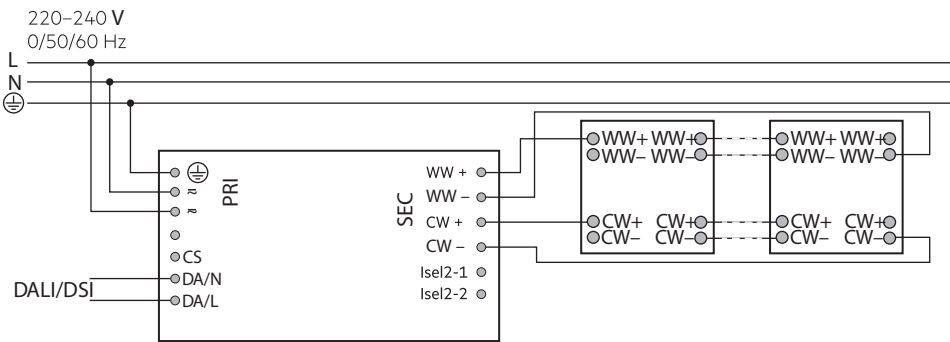 220–240 V
0/50/60 Hz
L
N
PRI
≂
≂
CS
DA/N
DA/L
DALI/DSI
SEC
WW +
WW –
CW +
CW –
Isel2-1
Isel2-2
WW+ WW+
WW– WW–
CW+ CW+
CW– CW–
WW+ WW+
WW– WW–
CW+ CW+
CW– CW–